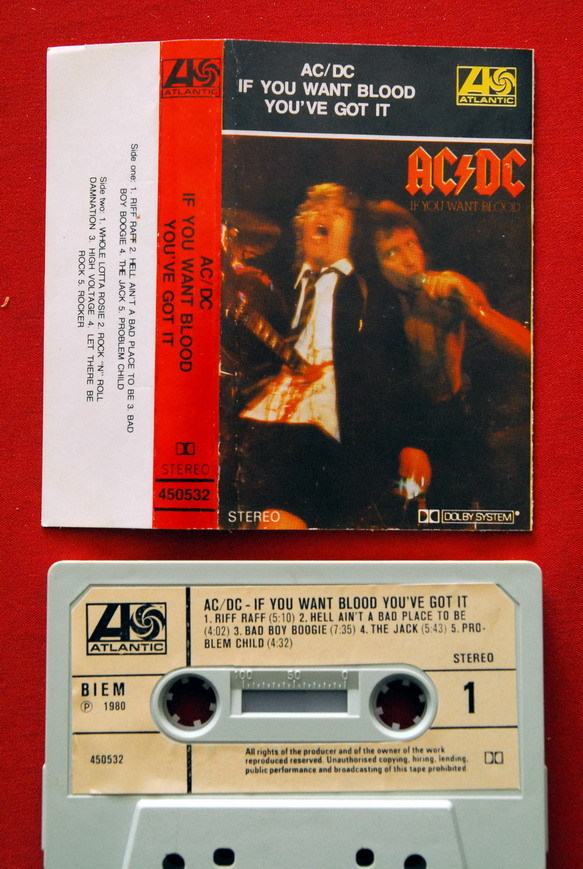 Side one: 1. RIFF RAFF 2. HELL AIN'T A BAD PLACE TO BE 3. BAD
BOY BOOGIE 4. THE JACK 5. PROBLEM CHILD
Side two: 1. WHOLE LOTTA ROSIE 2. ROCK "N" ROLL
DAMNATION 3. HIGH VOLTAGE 4. LET THERE BE
ROCK 5. ROCKER
ATLANTIC
AC/DC
IF YOU WANT BLOOD
YOU'VE GOT IT
STEREO
450532
AC/DC
IF YOU WANT BLOOD
YOU'VE GOT IT
ATLANTIC
AC DC
IF YOU WANT BLOOD
STEREO
DOLBY SYSTEM
ATLANTIC
AC/DC - IF YOU WANT BLOOD YOU'VE GOT IT
1. RIFF RAFF (5:10) 2. HELL AIN'T A BAD PLACE TO BE
(4:02) 3. BAD BOY BOOGIE (7:35) 4. THE JACK (5:43) 5. PRO-
BLEM CHILD (4:32)
STEREO
BIEM
℗ 1980
100 50 0
1
450532
All rights of the producer and of the owner of the work
reproduced reserved. Unauthorised copying, hiring, lending,
public performance and broadcasting of this tape prohibited